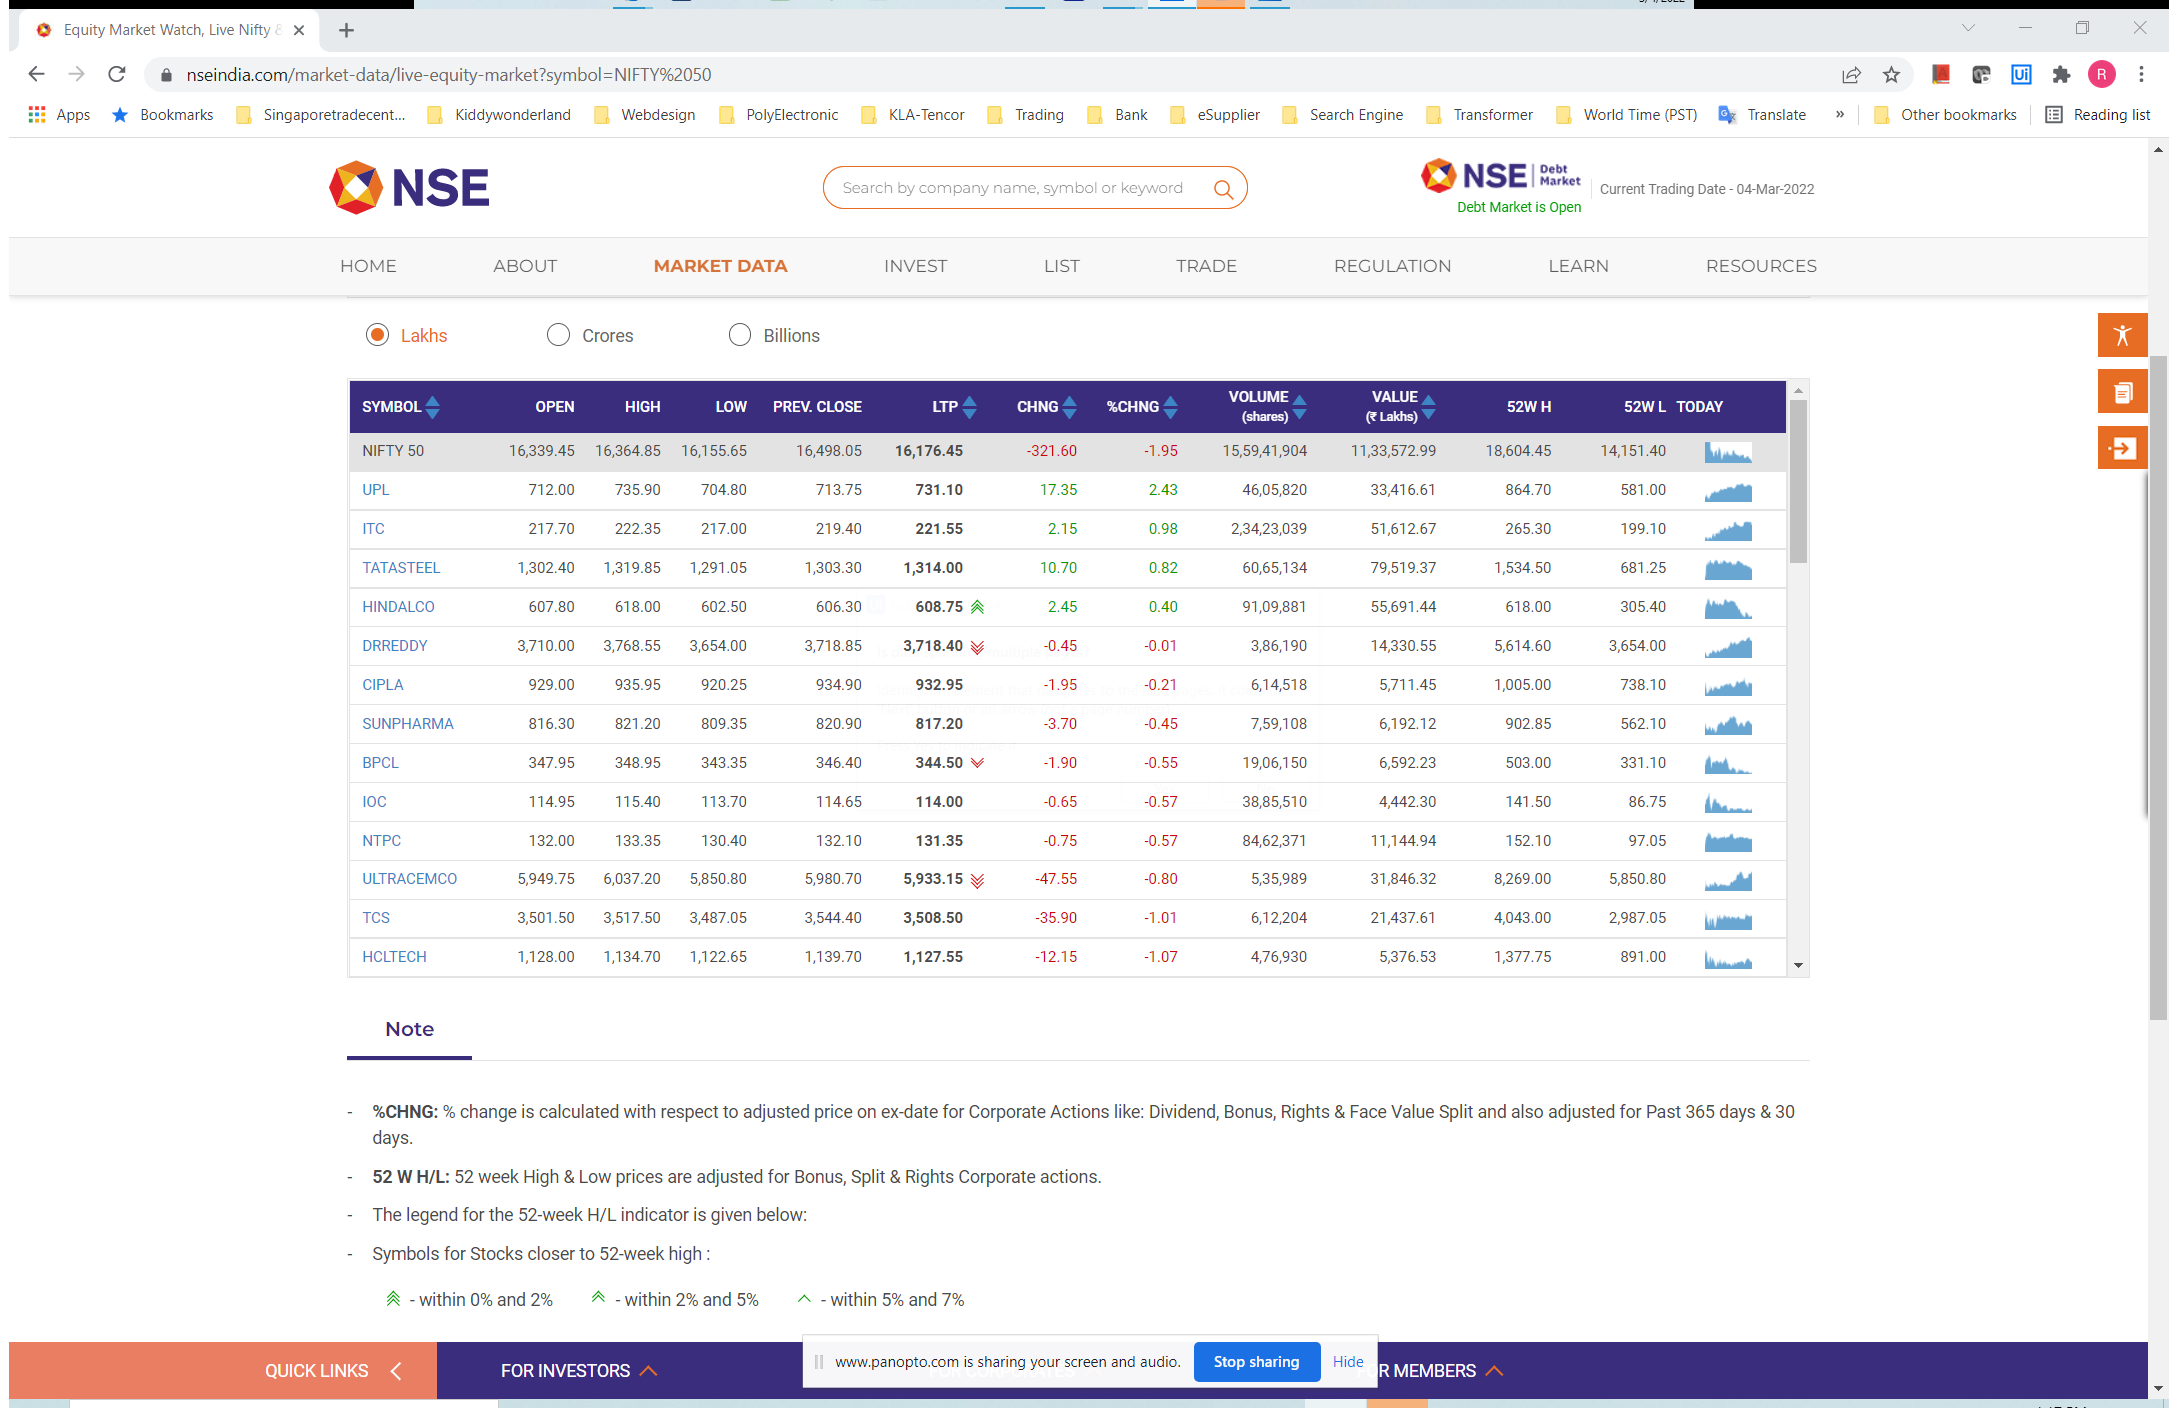 Equity Market Watch, Live Nifty &
nseindia.com/market-data/live-equity-market?symbol=NIFTY%2050
R
Apps Bookmarks Singaporetradecent... Kiddywonderland Webdesign PolyElectronic KLA-Tencor Trading Bank eSupplier Search Engine Transformer World Time (PST) Translate » Other bookmarks Reading list
NSE
Search by company name, symbol or keyword
NSE Debt Market
Debt Market is Open
Current Trading Date - 04-Mar-2022
HOME ABOUT MARKET DATA INVEST LIST TRADE REGULATION LEARN RESOURCES
Lakhs Crores Billions
SYMBOL OPEN HIGH LOW PREV. CLOSE LTP CHNG %CHNG VOLUME (shares) VALUE (₹ Lakhs) 52W H 52W L TODAY
NIFTY 50 16,339.45 16,364.85 16,155.65 16,498.05 16,176.45 -321.60 -1.95 15,59,41,904 11,33,572.99 18,604.45 14,151.40
UPL 712.00 735.90 704.80 713.75 731.10 17.35 2.43 46,05,820 33,416.61 864.70 581.00
ITC 217.70 222.35 217.00 219.40 221.55 2.15 0.98 2,34,23,039 51,612.67 265.30 199.10
TATASTEEL 1,302.40 1,319.85 1,291.05 1,303.30 1,314.00 10.70 0.82 60,65,134 79,519.37 1,534.50 681.25
HINDALCO 607.80 618.00 602.50 606.30 608.75 2.45 0.40 91,09,881 55,691.44 618.00 305.40
DRREDDY 3,710.00 3,768.55 3,654.00 3,718.85 3,718.40 -0.45 -0.01 3,86,190 14,330.55 5,614.60 3,654.00
CIPLA 929.00 935.95 920.25 934.90 932.95 -1.95 -0.21 6,14,518 5,711.45 1,005.00 738.10
SUNPHARMA 816.30 821.20 809.35 820.90 817.20 -3.70 -0.45 7,59,108 6,192.12 902.85 562.10
BPCL 347.95 348.95 343.35 346.40 344.50 -1.90 -0.55 19,06,150 6,592.23 503.00 331.10
IOC 114.95 115.40 113.70 114.65 114.00 -0.65 -0.57 38,85,510 4,442.30 141.50 86.75
NTPC 132.00 133.35 130.40 132.10 131.35 -0.75 -0.57 84,62,371 11,144.94 152.10 97.05
ULTRACEMCO 5,949.75 6,037.20 5,850.80 5,980.70 5,933.15 -47.55 -0.80 5,35,989 31,846.32 8,269.00 5,850.80
TCS 3,501.50 3,517.50 3,487.05 3,544.40 3,508.50 -35.90 -1.01 6,12,204 21,437.61 4,043.00 2,987.05
HCLTECH 1,128.00 1,134.70 1,122.65 1,139.70 1,127.55 -12.15 -1.07 4,76,930 5,376.53 1,377.75 891.00
Note
- %CHNG: % change is calculated with respect to adjusted price on ex-date for Corporate Actions like: Dividend, Bonus, Rights & Face Value Split and also adjusted for Past 365 days & 30
days.
- 52 W H/L: 52 week High & Low prices are adjusted for Bonus, Split & Rights Corporate actions.
- The legend for the 52-week H/L indicator is given below:
- Symbols for Stocks closer to 52-week high :
- within 0% and 2% - within 2% and 5% - within 5% and 7%
QUICK LINKS FOR INVESTORS www.panopto.com is sharing your screen and audio. Stop sharing Hide MEMBERS